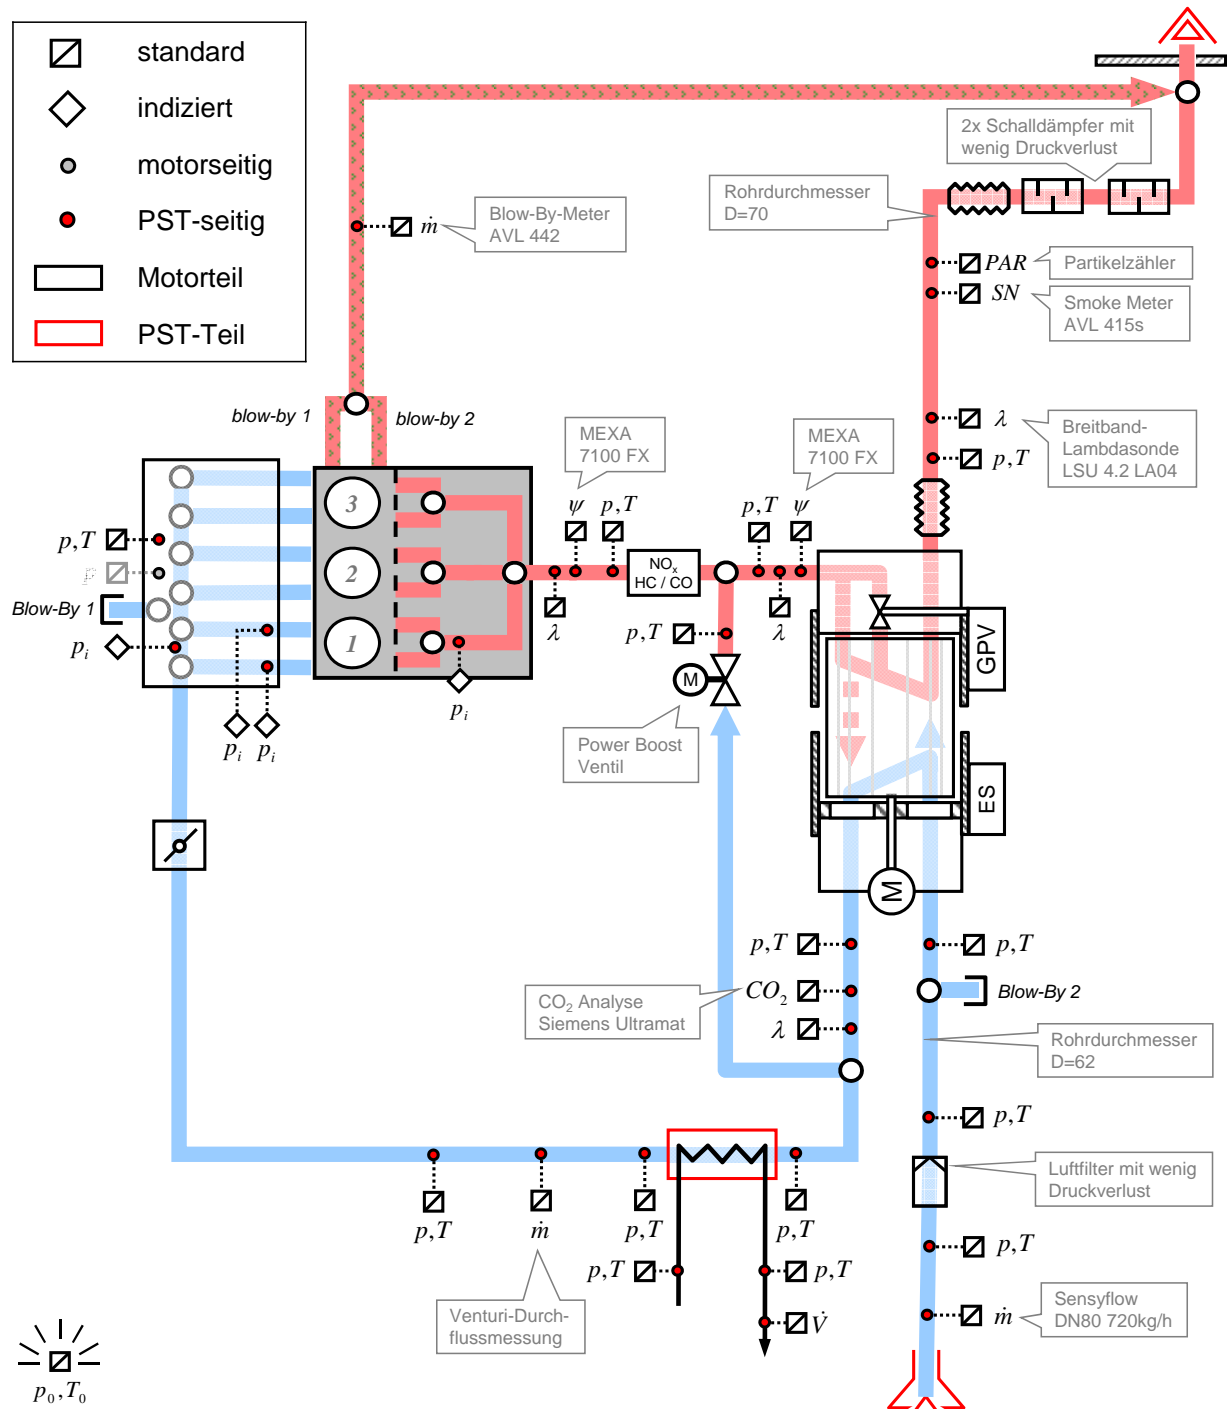 standard
indiziert
motorseitig
PST-seitig
Motorteil
PST-Teil
2x Schalldämpfer mit
wenig Druckverlust
Rohrdurchmesser
D=70
Blow-By-Meter
AVL 442
ṁ
PAR
Partikelzähler
SN
Smoke Meter
AVL 415s
blow-by 1
blow-by 2
λ
Breitband-
Lambdasonde
LSU 4.2 LA04
p,T
MEXA
7100 FX
MEXA
7100 FX
ψ
p,T
p,T
ψ
3
2
1
p,T
p
Blow-By 1
p_i
NOx
HC / CO
λ
p,T
λ
GPV
M
p_i
p_i
p_i
Power Boost
Ventil
ES
M
p,T
p,T
CO2 Analyse
Siemens Ultramat
CO2
Blow-By 2
λ
Rohrdurchmesser
D=62
p,T
Luftfilter mit wenig
Druckverlust
p,T
ṁ
p,T
p,T
p,T
p,T
p,T
Venturi-Durch-
flussmessung
V̇
ṁ
Sensyflow
DN80 720kg/h
p0,T0